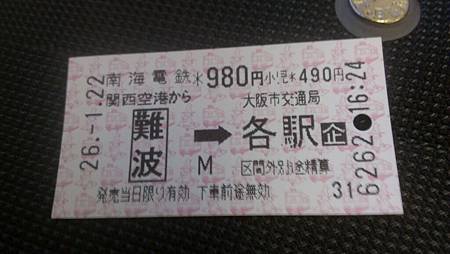 26.-1.22
南海電鉄 ※980円 小児※490円
関西空港から 大阪市交通局
難波 ➡ 各駅 企
M 区間外別途精算
発売当日限り有効 下車前途無効
31 6262 ● 16:24